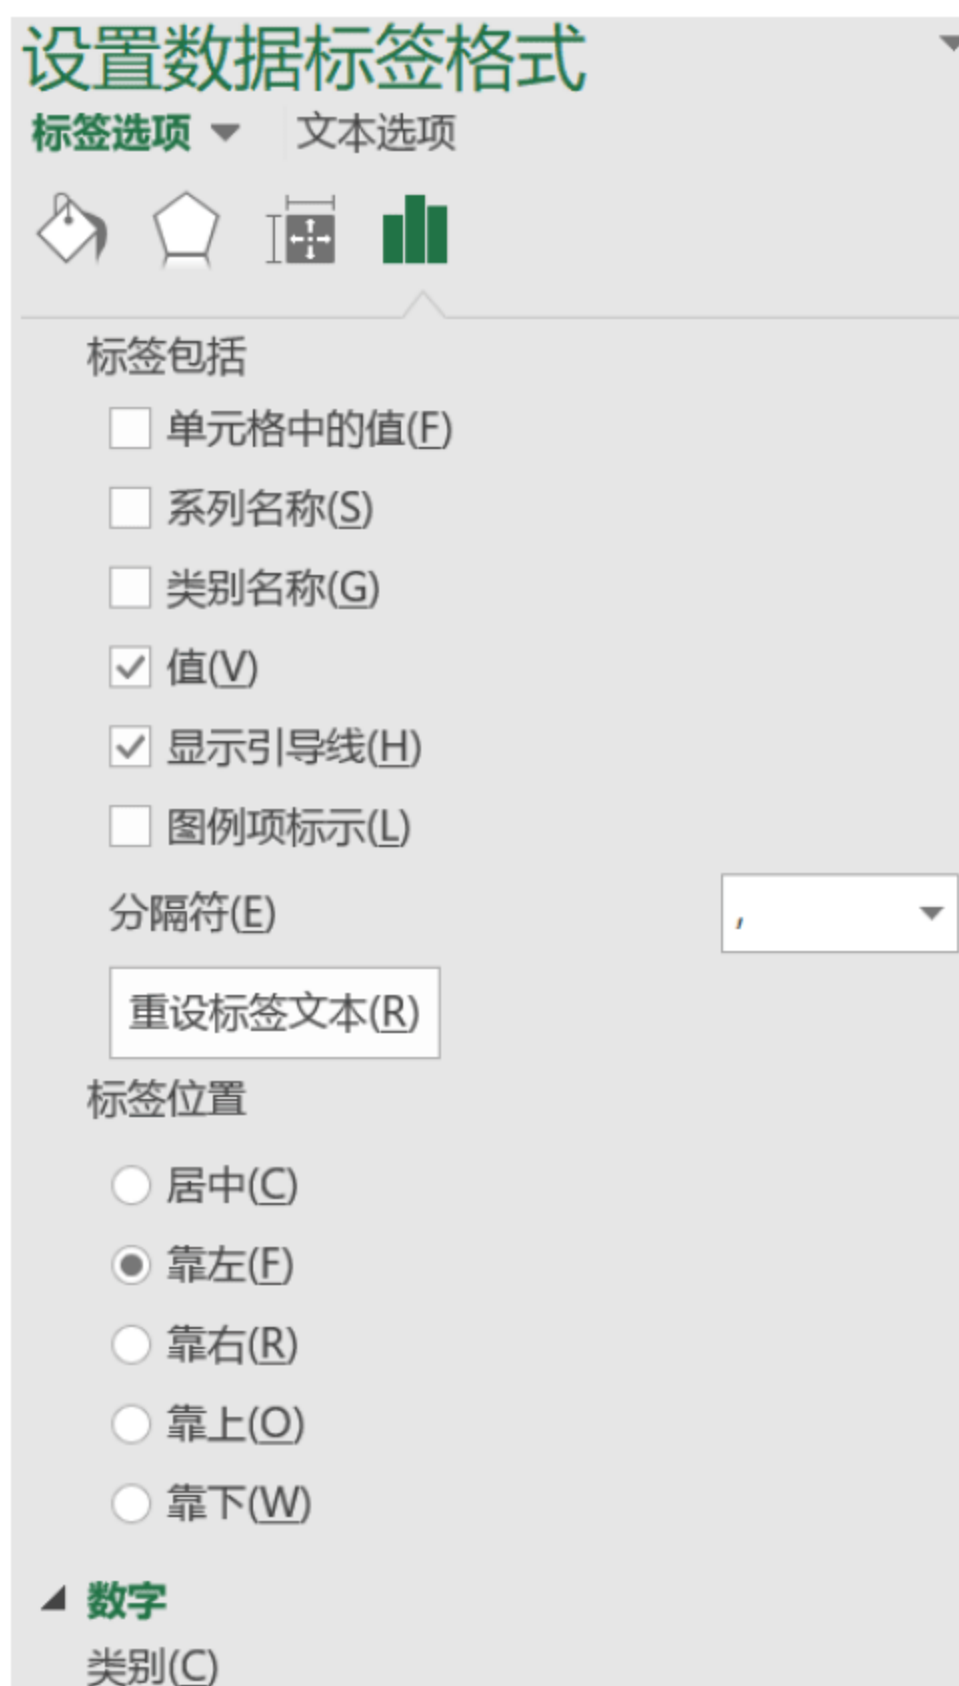 设置数据标签格式
标签选项 文本选项
标签包括
单元格中的值(F)
系列名称(S)
类别名称(G)
值(V)
显示引导线(H)
图例项标示(L)
分隔符(E) ,
重设标签文本(R)
标签位置
居中(C)
靠左(F)
靠右(R)
靠上(O)
靠下(W)
数字
类别(C)